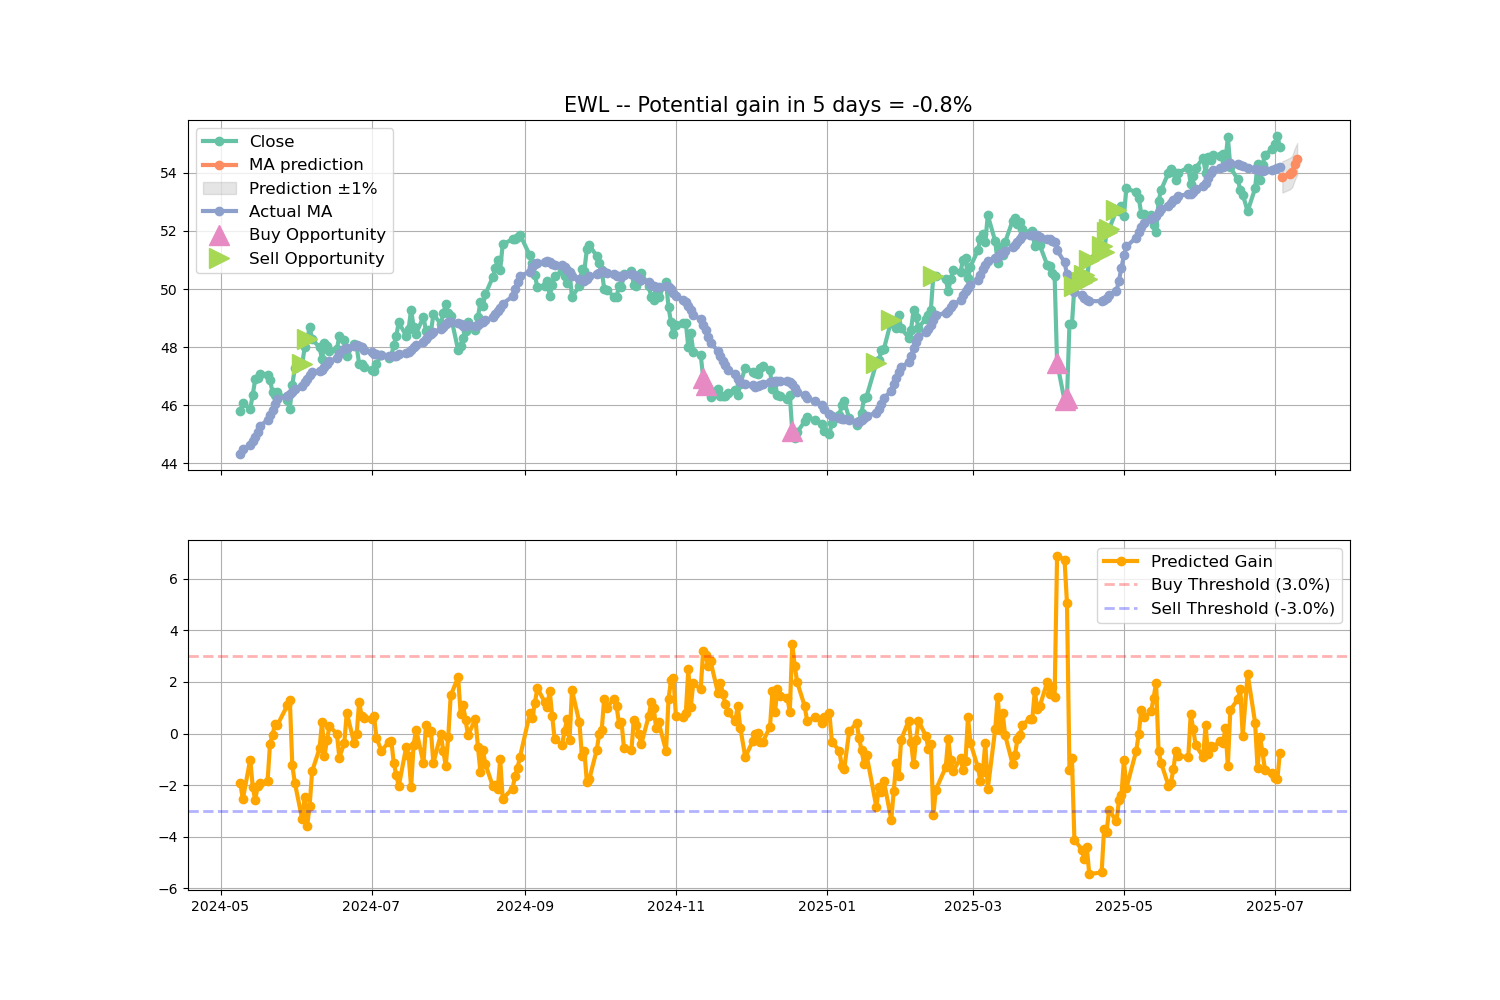 EWL -- Potential gain in 5 days = -0.8%
Close
MA prediction
Prediction ±1%
Actual MA
Buy Opportunity
Sell Opportunity
54
52
50
48
46
44
Predicted Gain
Buy Threshold (3.0%)
Sell Threshold (-3.0%)
6
4
2
0
−2
−4
−6
2024-05 2024-07 2024-09 2024-11 2025-01 2025-03 2025-05 2025-07